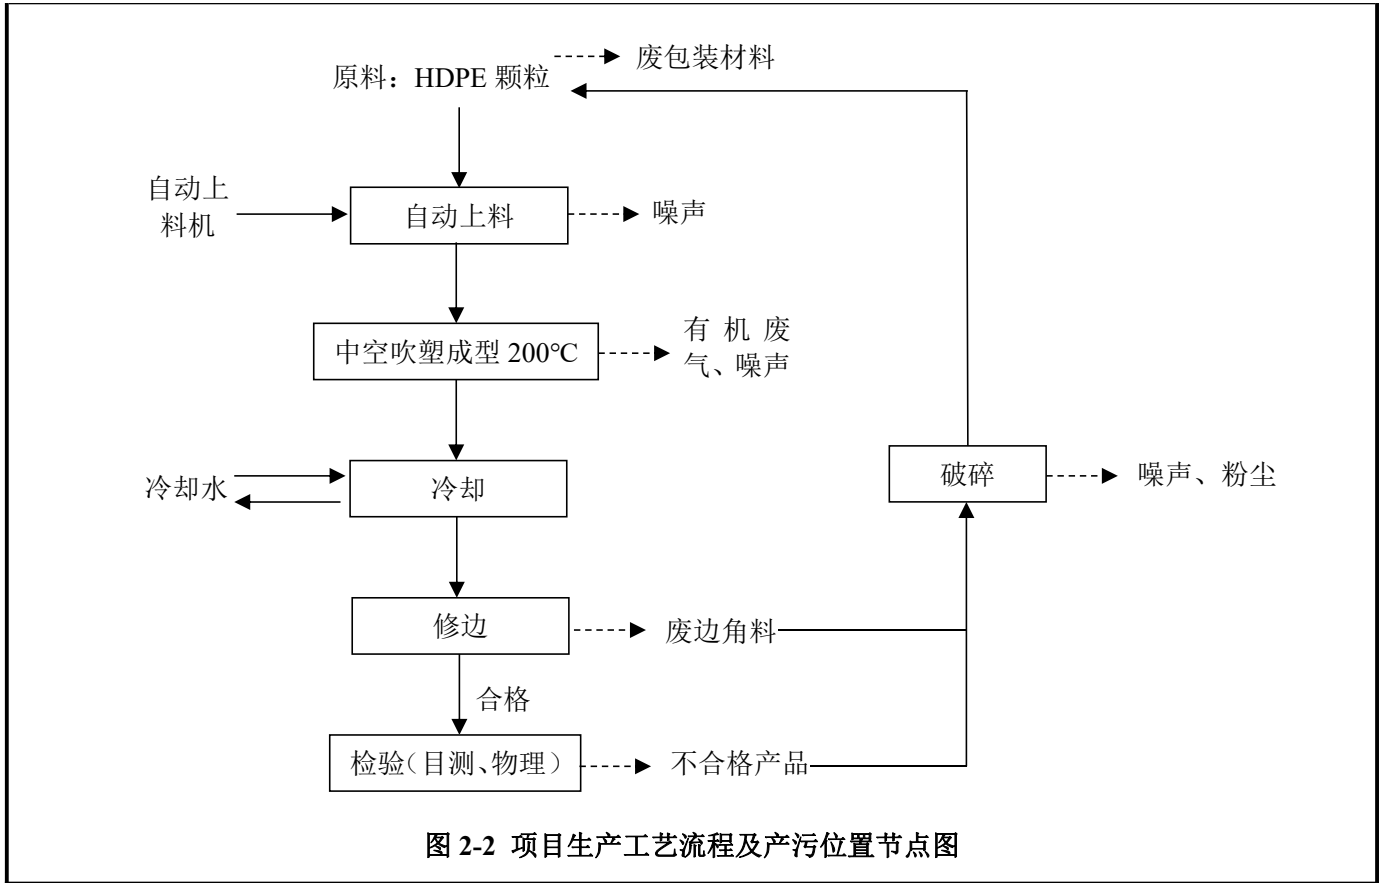 废包装材料
原料：HDPE 颗粒
自动上
料机
自动上料
噪声
有机废
气、噪声
中空吹塑成型 200℃
冷却水
冷却
破碎
噪声、粉尘
修边
废边角料
合格
检验（目测、物理）
不合格产品
图 2-2 项目生产工艺流程及产污位置节点图